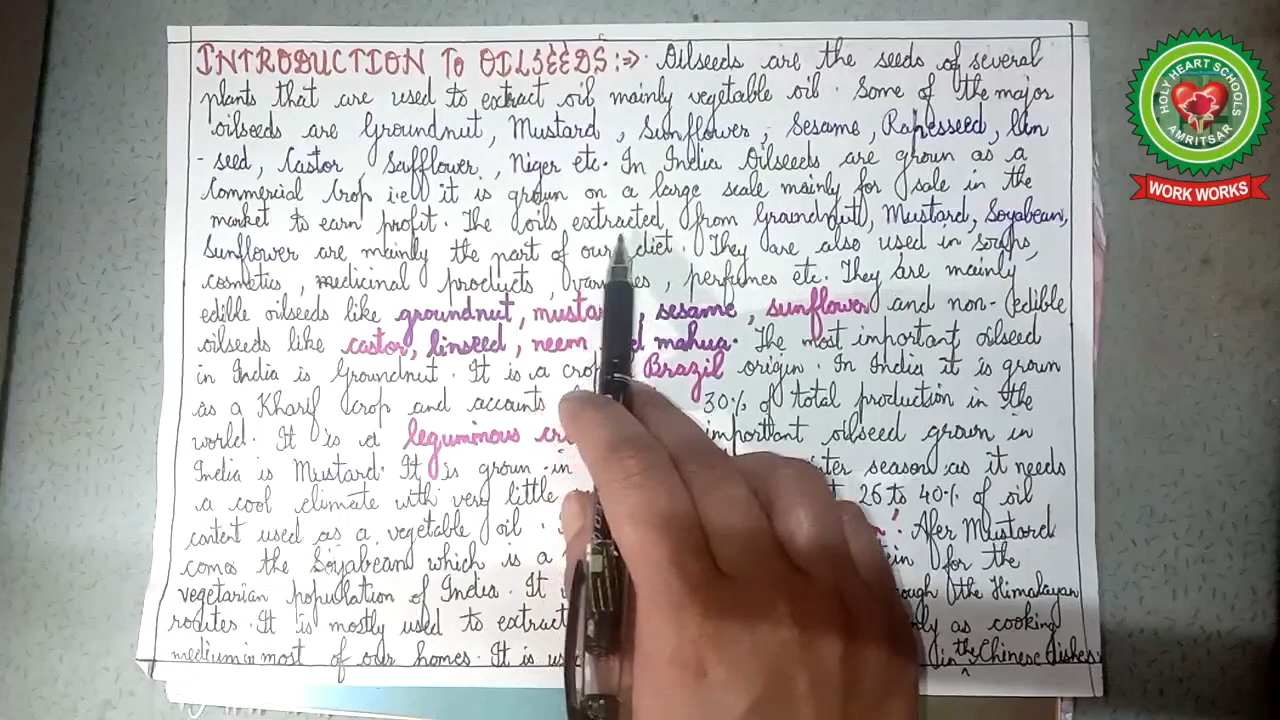 INTRODUCTION TO OILSEEDS:⇒ Oilseeds are the seeds of several
plants that are used to extract oil, mainly vegetable oil. Some of the major
oilseeds are Groundnut, Mustard, Sunflower, Sesame, Rapesseed, Lin
- seed, Castor, Safflower, Niger etc. In India Oilseeds are grown as a
Commercial Crop i.e it is grown on a large scale mainly for sale in the
market to earn profit. The oils extracted from Groundnut, Mustard, Soyabean,
Sunflower are mainly the part of our diet. They are also used in soaps,
cosmetics, medicinal products, perfumes etc. They are mainly
edible oilseeds like groundnut, sesame, sunflower and non-edible
oilseeds like castor, linseed, neem mahua. The most important oilseed
in India is Groundnut. It is a crop Brazil origin. In India it is grown
as a Kharif crop and accounts 30% of total production in the
world. It is a leguminous important oilseed grown in
India is Mustard. It is grown in season as it needs
a cool climate with very little 26 to 40% of oil
content used as a vegetable oil. Afer Mustard
comes the Soyabean which is a for the
vegetarian population of India. It the Himalayan
rodites. It is mostly used to extract as cooking
medium in most of our homes. It is in the Chinese dishes.
HOLY HEART SCHOOLS
AMRITSAR
WORK WORKS